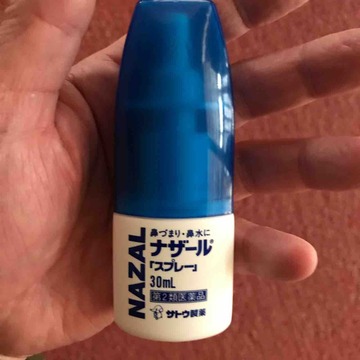 NAZAL
鼻づまり・鼻水に
ナザール®
「スプレー」
30mL
第2類医薬品
サトウ製薬